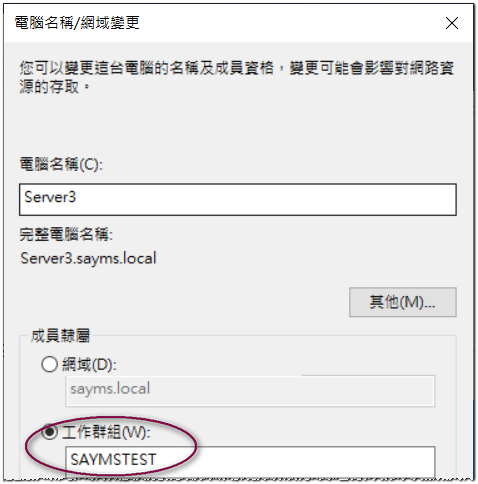 電腦名稱/網域變更
您可以變更這台電腦的名稱及成員資格，變更可能會影響對網路資
源的存取。
電腦名稱(C):
Server3
完整電腦名稱:
Server3.sayms.local
其他(M)...
成員隸屬
網域(D):
sayms.local
工作群組(W):
SAYMSTEST